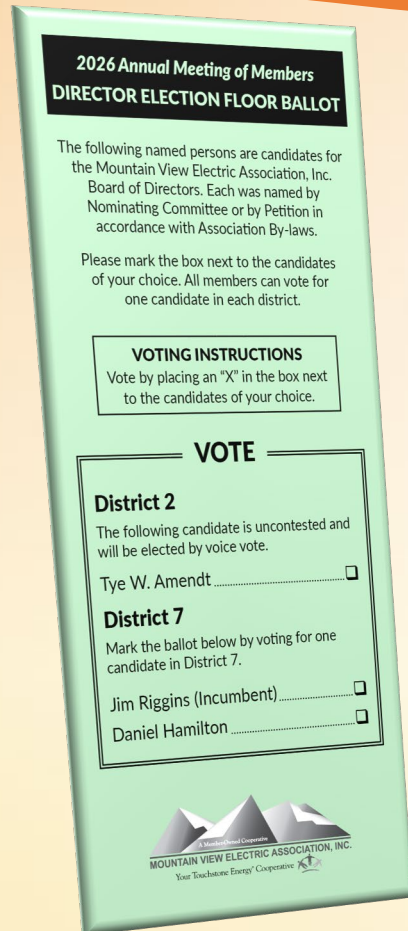 2026 Annual Meeting of Members
DIRECTOR ELECTION FLOOR BALLOT
The following named persons are candidates for
the Mountain View Electric Association, Inc.
Board of Directors. Each was named by
Nominating Committee or by Petition in
accordance with Association By-laws.
Please mark the box next to the candidates
of your choice. All members can vote for
one candidate in each district.
VOTING INSTRUCTIONS
Vote by placing an “X” in the box next
to the candidates of your choice.
VOTE
District 2
The following candidate is uncontested and
will be elected by voice vote.
Tye W. Amendt ........................................ ❑
District 7
Mark the ballot below by voting for one
candidate in District 7.
Jim Riggins (Incumbent) ...................... ❑
Daniel Hamilton .................................... ❑
A Member-Owned Cooperative
MOUNTAIN VIEW ELECTRIC ASSOCIATION, INC.
Your Touchstone Energy® Cooperative